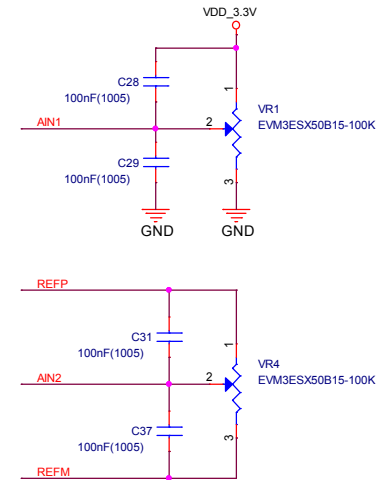 VDD_3.3V
C28
100nF(1005)
1
VR1
EVM3ESX50B15-100K
AIN1
2
C29
100nF(1005)
3
GND
GND
REFP
C31
100nF(1005)
1
VR4
EVM3ESX50B15-100K
AIN2
2
C37
100nF(1005)
3
REFM